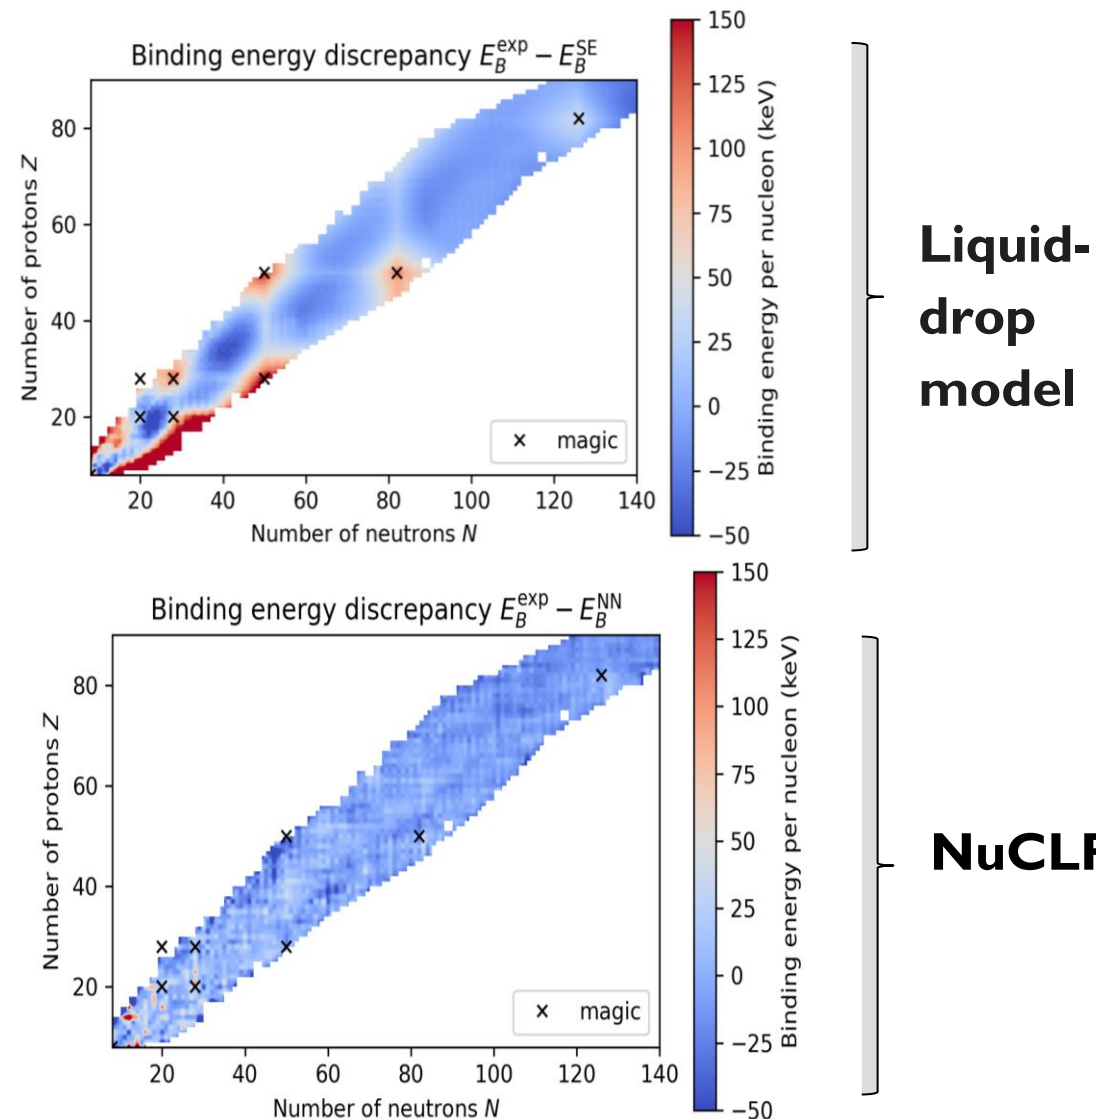 Binding energy discrepancy E_B^exp − E_B^SE
Number of protons Z
80
60
40
20
20 40 60 80 100 120 140
Number of neutrons N
× magic
150
125
100
75
50
25
0
−25
−50
Binding energy per nucleon (keV)
Liquid-
drop
model
Binding energy discrepancy E_B^exp − E_B^NN
Number of protons Z
80
60
40
20
20 40 60 80 100 120 140
Number of neutrons N
× magic
150
125
100
75
50
25
0
−25
−50
Binding energy per nucleon (keV)